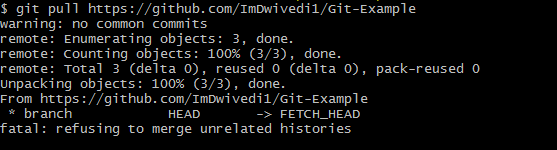 $ git pull https://github.com/ImDwivedi1/Git-Example
warning: no common commits
remote: Enumerating objects: 3, done.
remote: Counting objects: 100% (3/3), done.
remote: Total 3 (delta 0), reused 0 (delta 0), pack-reused 0
Unpacking objects: 100% (3/3), done.
From https://github.com/ImDwivedi1/Git-Example
 * branch            HEAD       -> FETCH_HEAD
fatal: refusing to merge unrelated histories